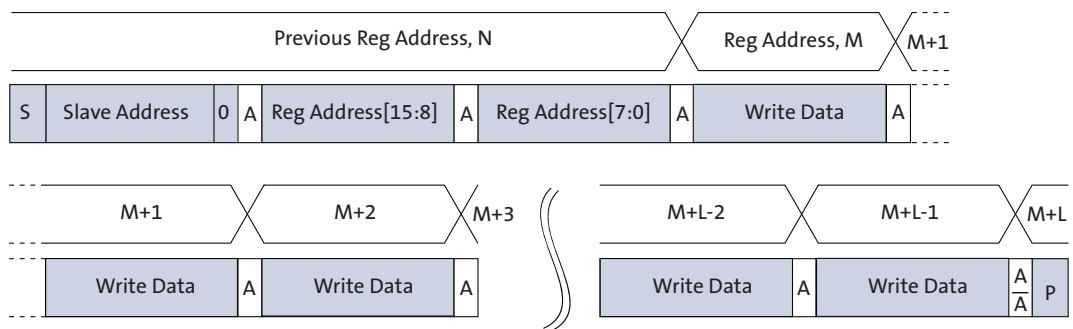 Previous Reg Address, N Reg Address, M M+1
S Slave Address 0 A Reg Address[15:8] A Reg Address[7:0] A Write Data A
M+1 M+2 M+3 M+L-2 M+L-1 M+L
Write Data A Write Data A Write Data A Write Data A/A̅ P